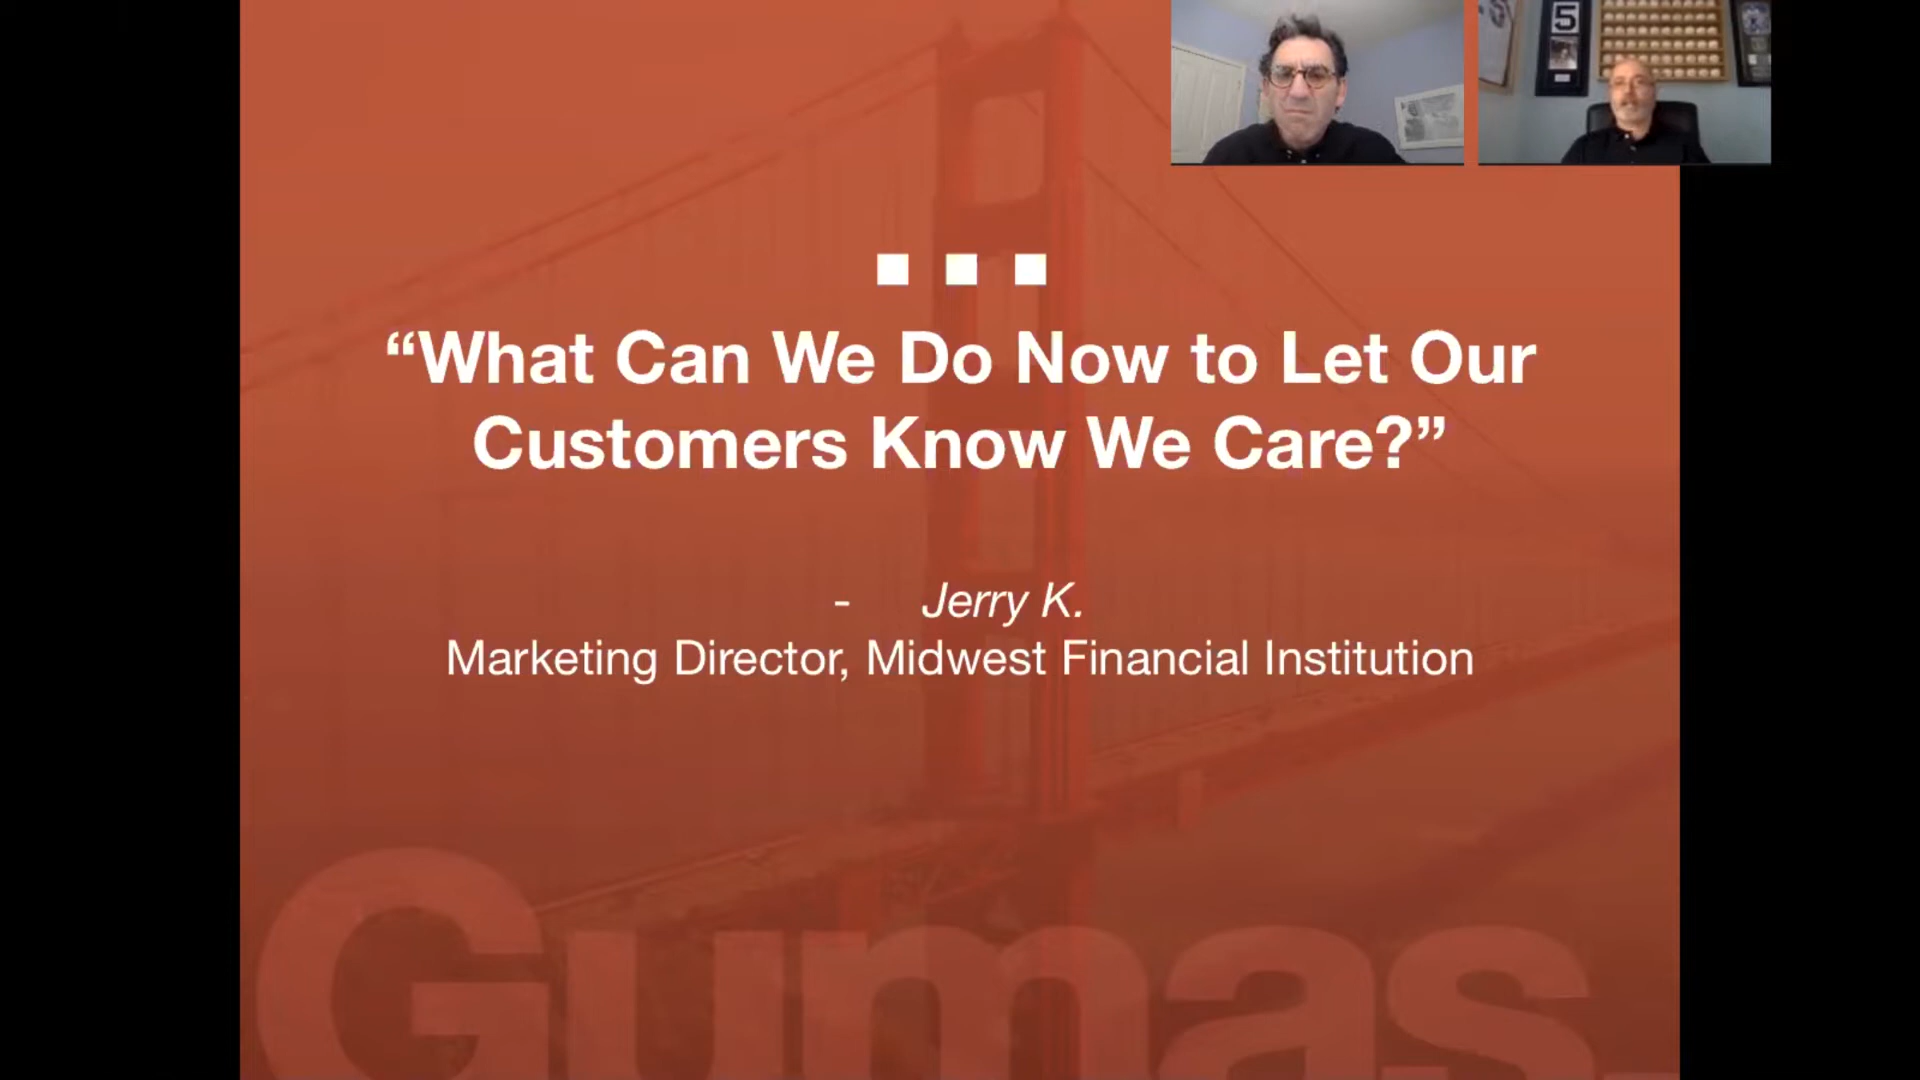 5
“What Can We Do Now to Let Our
Customers Know We Care?”
- Jerry K.
Marketing Director, Midwest Financial Institution
Gumas